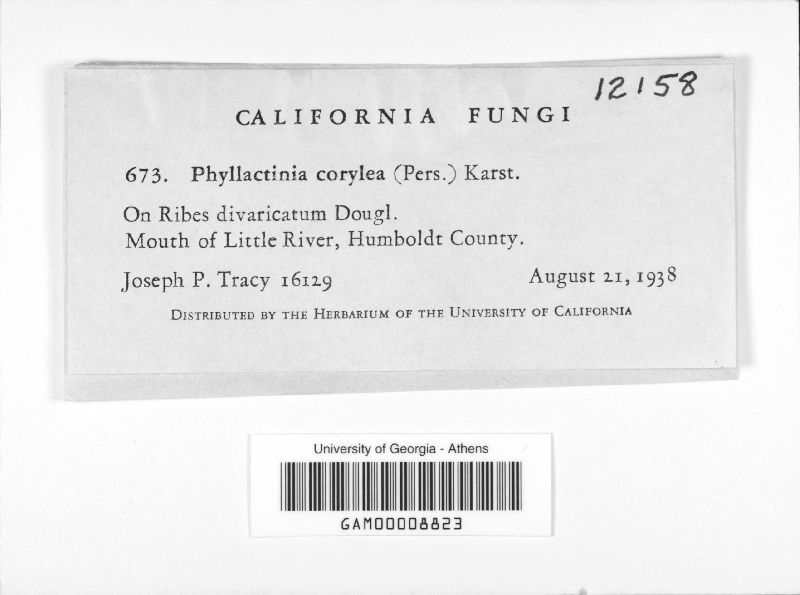 12158
CALIFORNIA FUNGI
673. Phyllactinia corylea (Pers.) Karst.
On Ribes divaricatum Dougl.
Mouth of Little River, Humboldt County.
Joseph P. Tracy 16129 August 21, 1938
Distributed by the Herbarium of the University of California
University of Georgia - Athens
GAM00008823